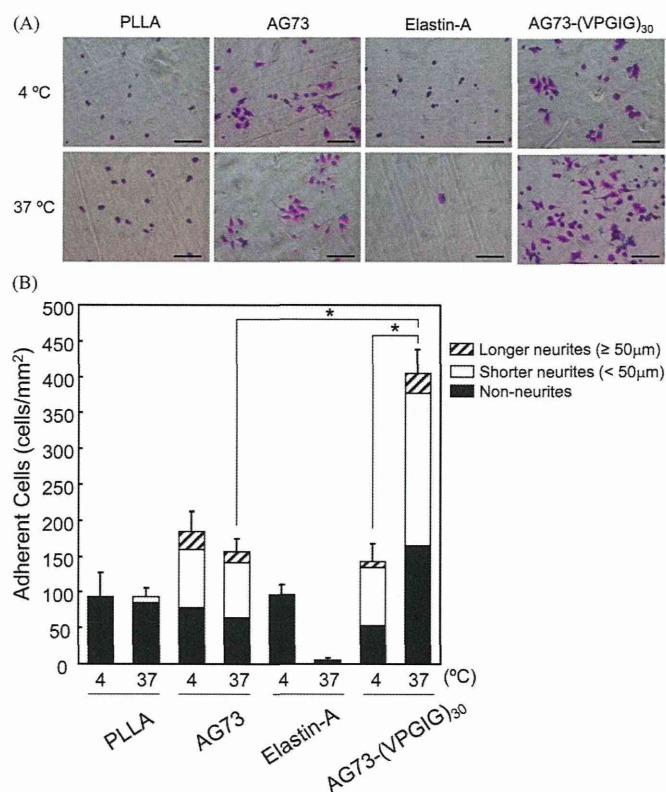 (A)
PLLA AG73 Elastin-A AG73-(VPGIG)30
4 ºC
37 ºC
(B)
500
450
400
350
300
250
200
150
100
50
0
Adherent Cells (cells/mm²)
* *
Longer neurites (≥ 50μm)
Shorter neurites (< 50μm)
Non-neurites
4 37 4 37 4 37 4 37 (ºC)
PLLA AG73 Elastin-A AG73-(VPGIG)30